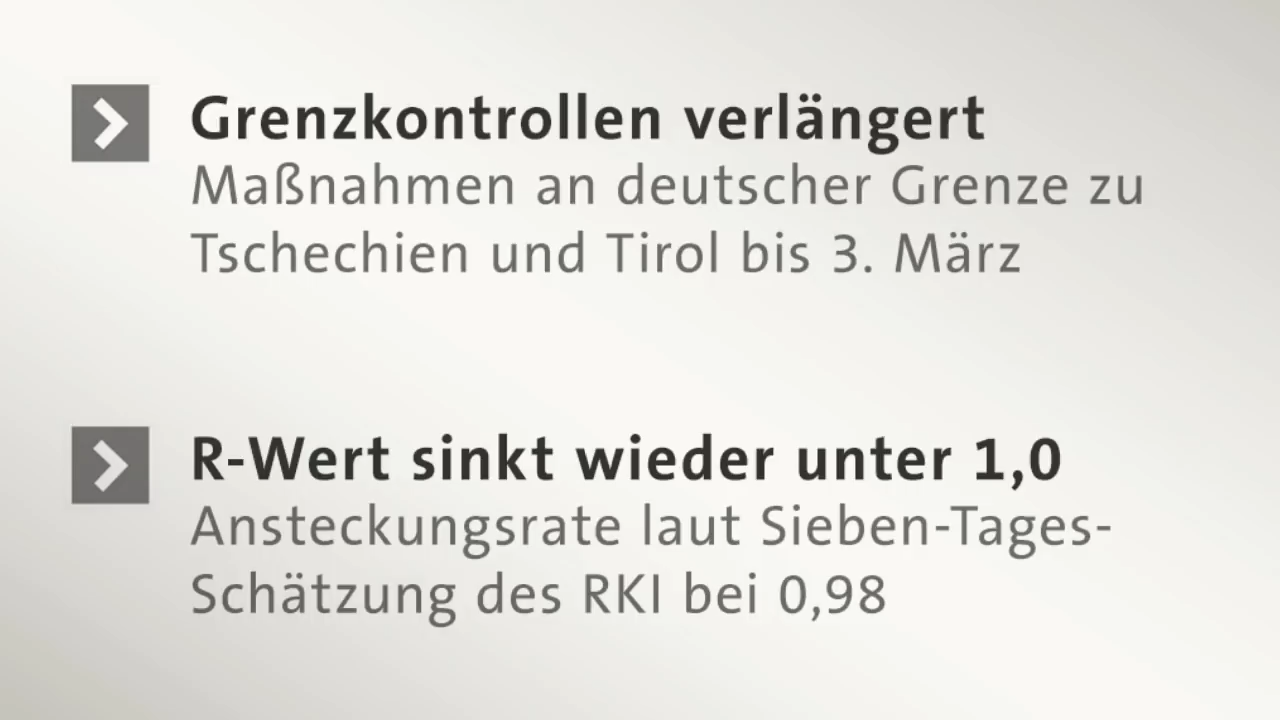 Grenzkontrollen verlängert
Maßnahmen an deutscher Grenze zu
Tschechien und Tirol bis 3. März
R-Wert sinkt wieder unter 1,0
Ansteckungsrate laut Sieben-Tages-
Schätzung des RKI bei 0,98